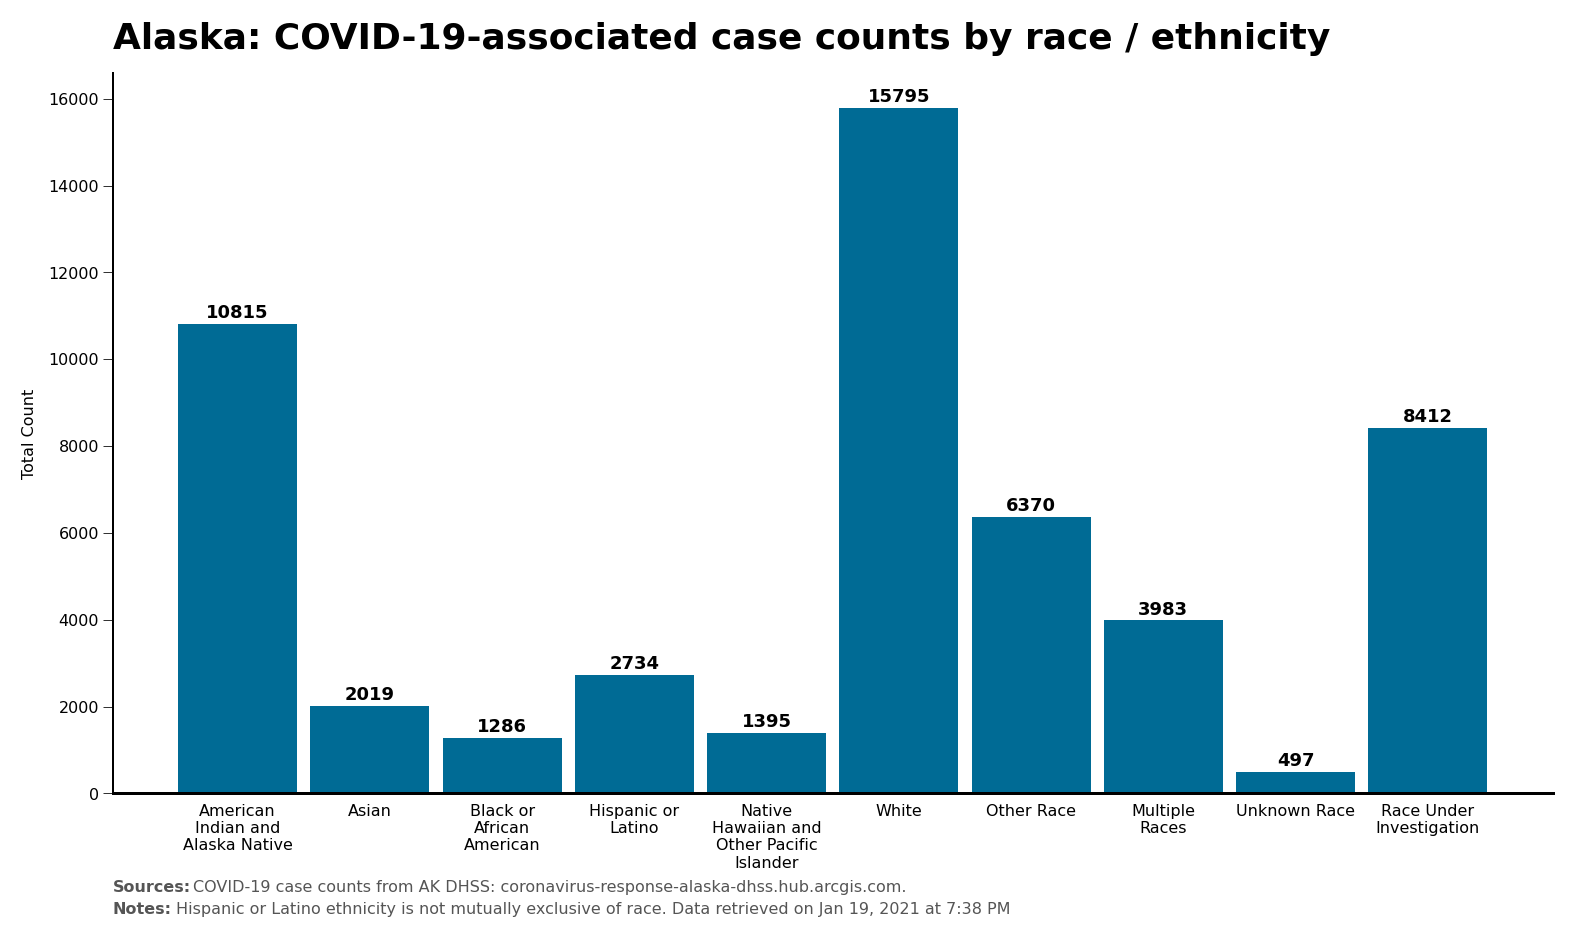 Alaska: COVID-19-associated case counts by race / ethnicity
Total Count
16000
14000
12000
10000
8000
6000
4000
2000
0
10815
2019
1286
2734
1395
15795
6370
3983
497
8412
American
Indian and
Alaska Native
Asian
Black or
African
American
Hispanic or
Latino
Native
Hawaiian and
Other Pacific
Islander
White
Other Race
Multiple
Races
Unknown Race
Race Under
Investigation
Sources: COVID-19 case counts from AK DHSS: coronavirus-response-alaska-dhss.hub.arcgis.com.
Notes: Hispanic or Latino ethnicity is not mutually exclusive of race. Data retrieved on Jan 19, 2021 at 7:38 PM